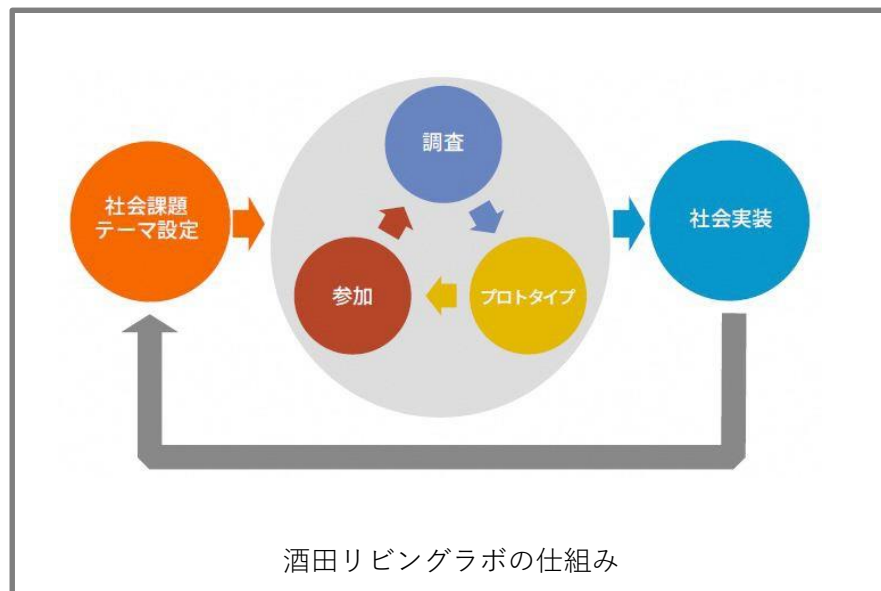 調査
社会課題
テーマ設定
社会実装
参加
プロトタイプ
酒田リビングラボの仕組み